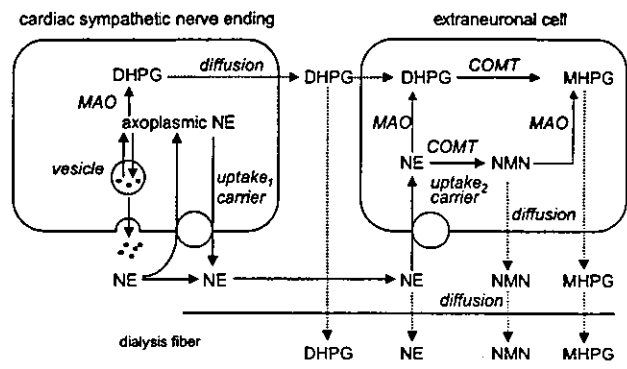 cardiac sympathetic nerve ending extraneuronal cell
DHPG diffusion DHPG DHPG COMT MHPG
MAO MAO MAO
axoplasmic NE
COMT
NE NMN
vesicle
uptake1 uptake2
carrier carrier
diffusion
NE NE NE NMN MHPG
diffusion
dialysis fiber
DHPG NE NMN MHPG